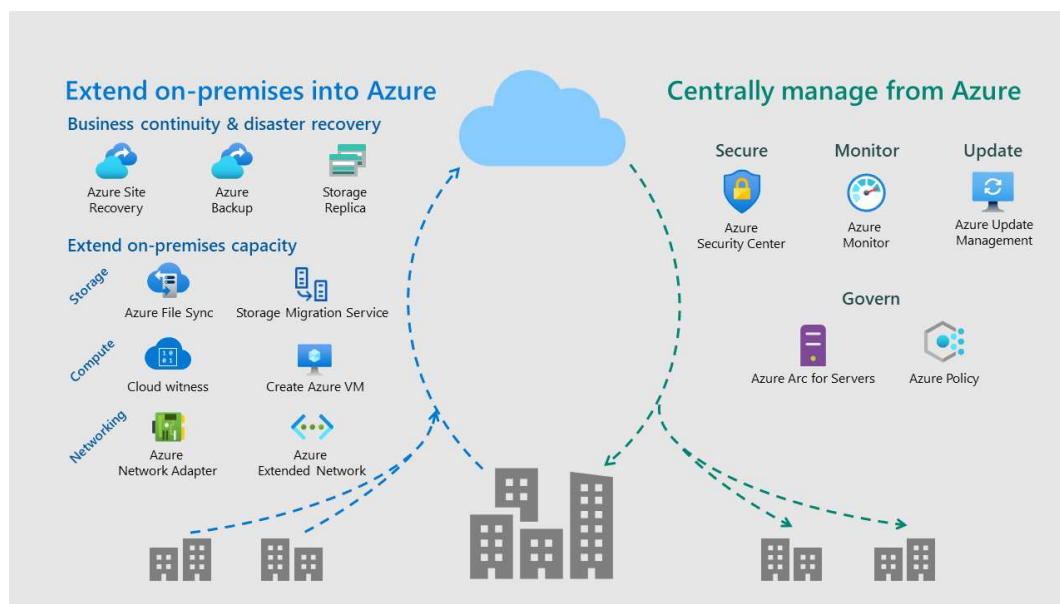 Extend on-premises into Azure
Business continuity & disaster recovery
Azure Site
Recovery
Azure
Backup
Storage
Replica
Extend on-premises capacity
Storage
Azure File Sync
Storage Migration Service
Compute
Cloud witness
Create Azure VM
Networking
Azure
Network Adapter
Azure
Extended Network
Centrally manage from Azure
Secure
Azure
Security Center
Monitor
Azure
Monitor
Update
Azure Update
Management
Govern
Azure Arc for Servers
Azure Policy